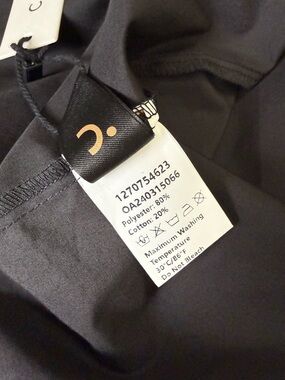 1270754623
OA240315066
Polyester: 80%
Cotton: 20%
Maximum Washing
Temperature
30°C/86°F
Do Not Bleach